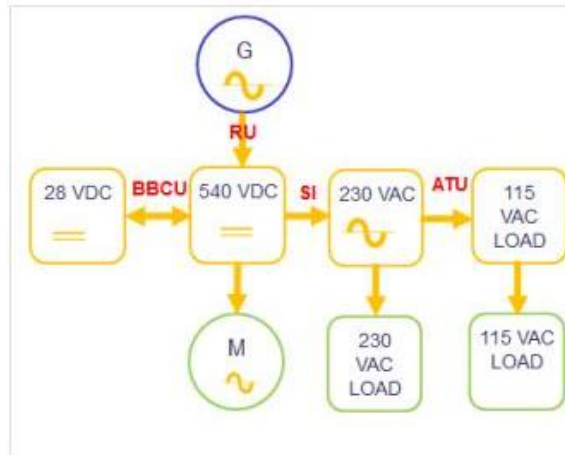 G
RU
28 VDC
BBCU
540 VDC
SI
230 VAC
ATU
115
VAC
LOAD
M
230
VAC
LOAD
115 VAC
LOAD